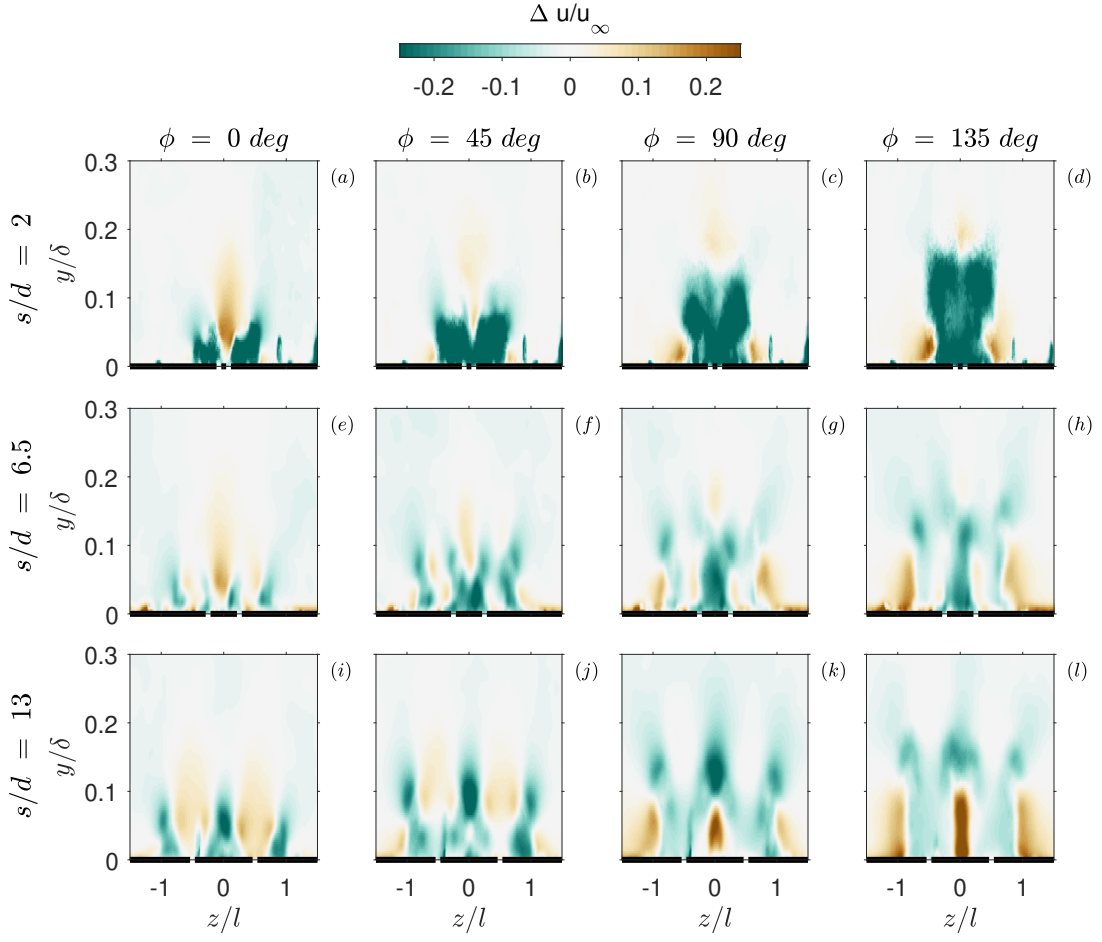 Δ u/u∞
-0.2 -0.1 0 0.1 0.2
ϕ = 0 deg ϕ = 45 deg ϕ = 90 deg ϕ = 135 deg
s/d = 2
y/δ
0.3
0.2
0.1
0
(a) (b) (c) (d)
s/d = 6.5
y/δ
0.3
0.2
0.1
0
(e) (f) (g) (h)
s/d = 13
y/δ
0.3
0.2
0.1
0
(i) (j) (k) (l)
-1 0 1 -1 0 1 -1 0 1 -1 0 1
z/l z/l z/l z/l